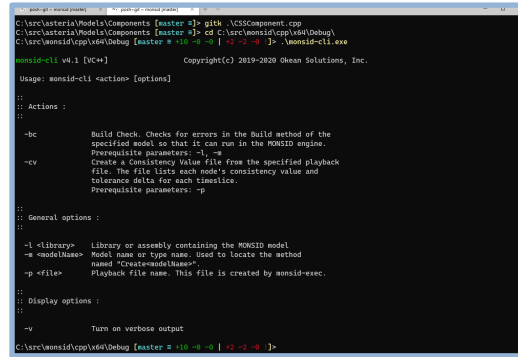 posh~git ~ monsid [master]
posh~git ~ monsid [master]
C:\src\asteria\Models\Components [master ≡]> gitk .\CSSComponent.cpp
C:\src\asteria\Models\Components [master ≡]> cd C:\src\monsid\cpp\x64\Debug\
C:\src\monsid\cpp\x64\Debug [master ≡ +10 ~0 -0 | +2 ~2 -0 !]> .\monsid-cli.exe
monsid-cli v4.1 [VC++] Copyright(c) 2019-2020 Okean Solutions, Inc.
Usage: monsid-cli <action> [options]
::
:: Actions :
::
-bc Build Check. Checks for errors in the Build method of the
specified model so that it can run in the MONSID engine.
Prerequisite parameters: -l, -m
-cv Create a Consistency Value file from the specified playback
file. The file lists each node's consistency value and
tolerance delta for each timeslice.
Prerequisite parameters: -p
::
:: General options :
::
-l <library> Library or assembly containing the MONSID model
-m <modelName> Model name or type name. Used to locate the method
named "Create<modelName>".
-p <file> Playback file name. This file is created by monsid-exec.
::
:: Display options :
::
-v Turn on verbose output
C:\src\monsid\cpp\x64\Debug [master ≡ +10 ~0 -0 | +2 ~2 -0 !]>